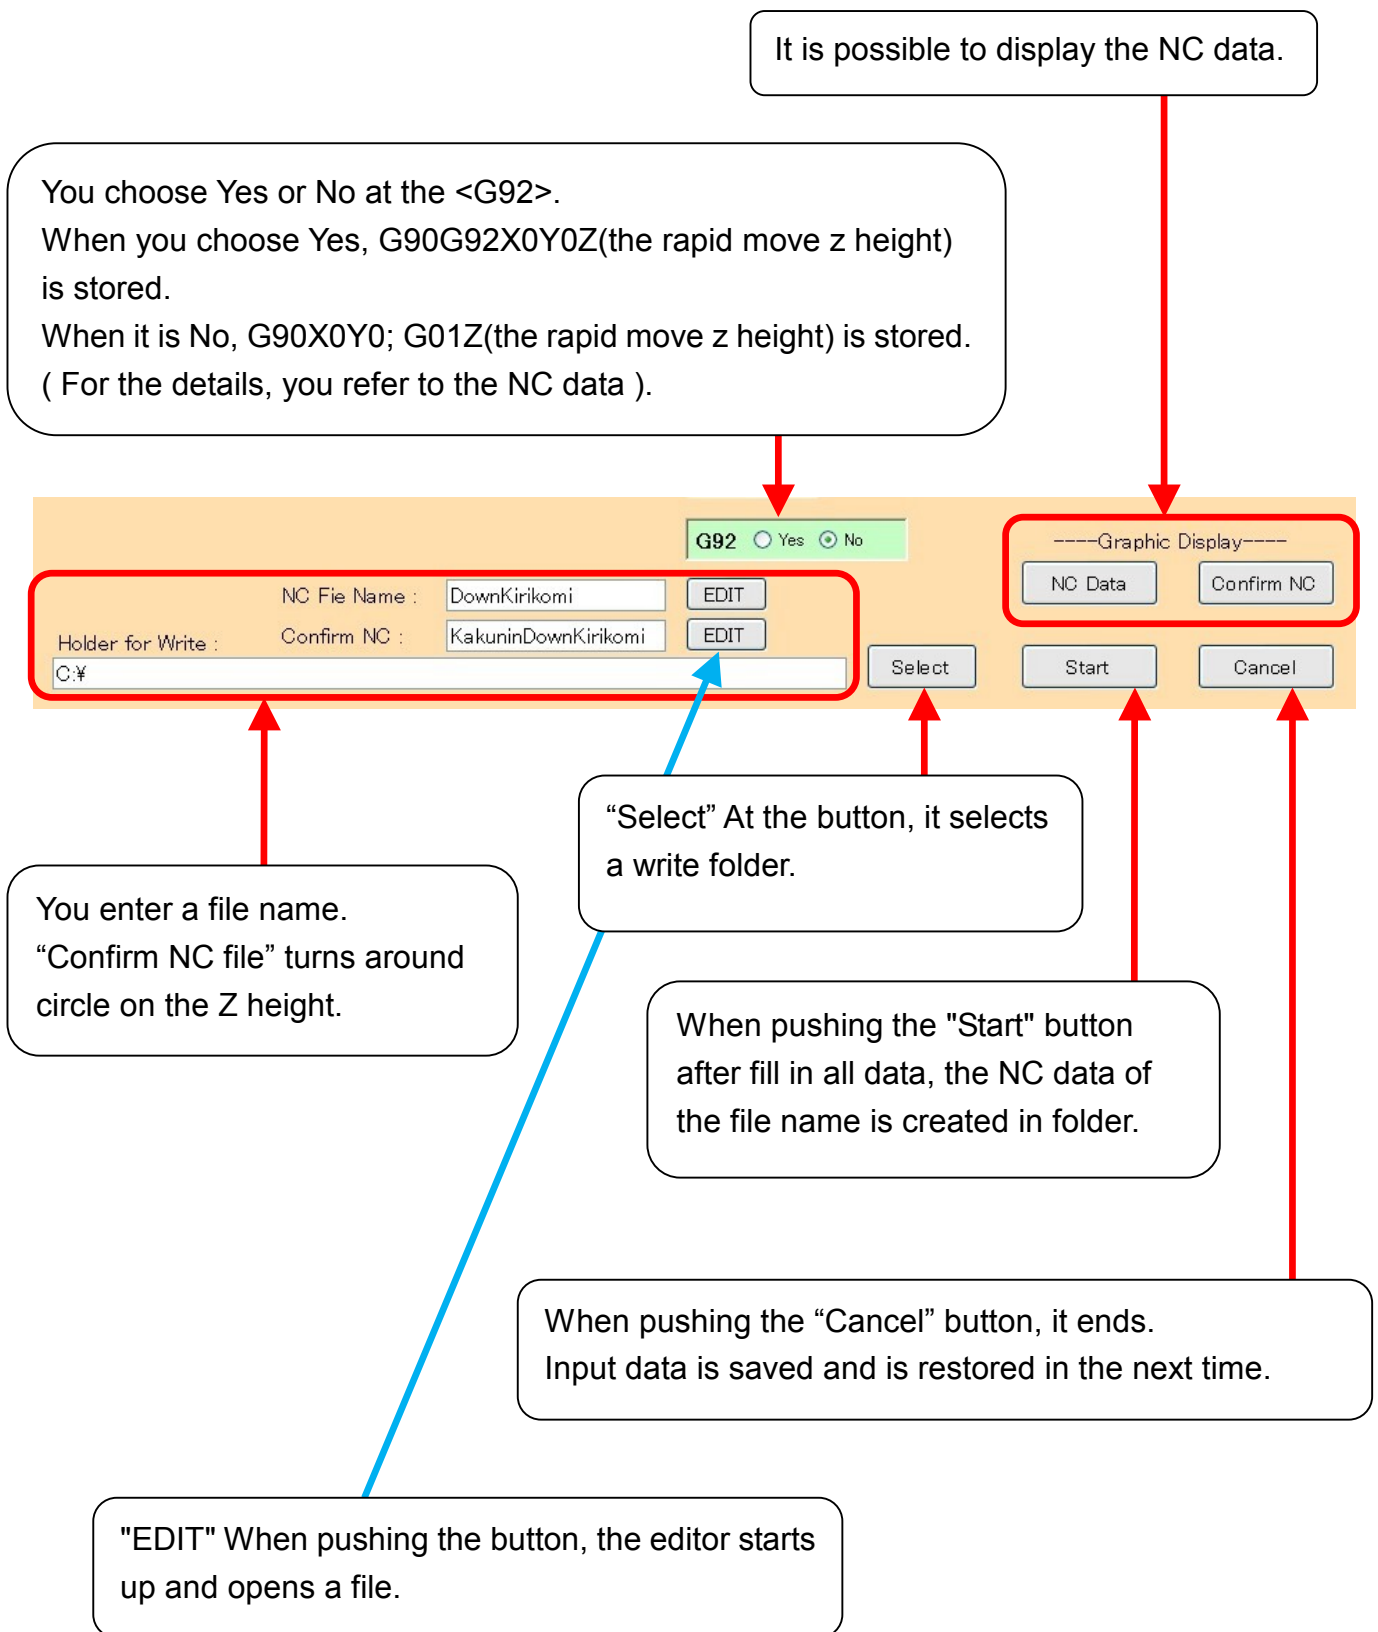 It is possible to display the NC data.
You choose Yes or No at the <G92>.
When you choose Yes, G90G92X0Y0Z(the rapid move z height)
is stored.
When it is No, G90X0Y0; G01Z(the rapid move z height) is stored.
( For the details, you refer to the NC data ).
G92 Yes No
----Graphic Display----
NC Data Confirm NC
NC Fie Name : DownKirikomi EDIT
Confirm NC : KakuninDownKirikomi EDIT
Holder for Write :
C:¥
Select Start Cancel
“Select” At the button, it selects
a write folder.
You enter a file name.
“Confirm NC file” turns around
circle on the Z height.
When pushing the "Start" button
after fill in all data, the NC data of
the file name is created in folder.
When pushing the “Cancel” button, it ends.
Input data is saved and is restored in the next time.
"EDIT" When pushing the button, the editor starts
up and opens a file.